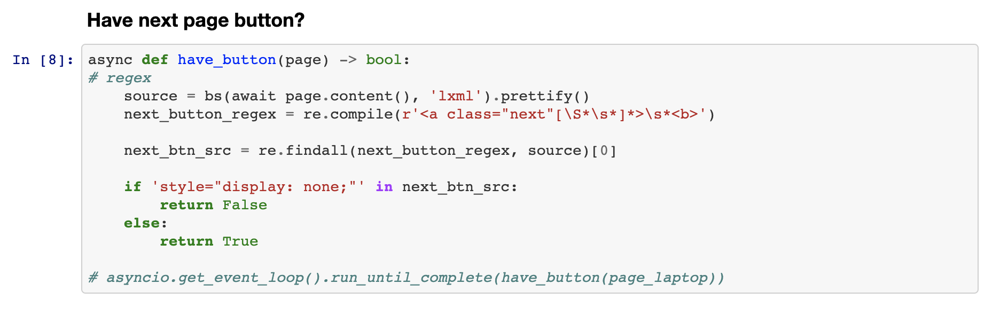 Have next page button?
In [8]:
async def have_button(page) -> bool:
# regex
    source = bs(await page.content(), 'lxml').prettify()
    next_button_regex = re.compile(r'<a class="next"[\S*\s*]*>\s*<b>')
    next_btn_src = re.findall(next_button_regex, source)[0]
    if 'style="display: none;"' in next_btn_src:
        return False
    else:
        return True
# asyncio.get_event_loop().run_until_complete(have_button(page_laptop))